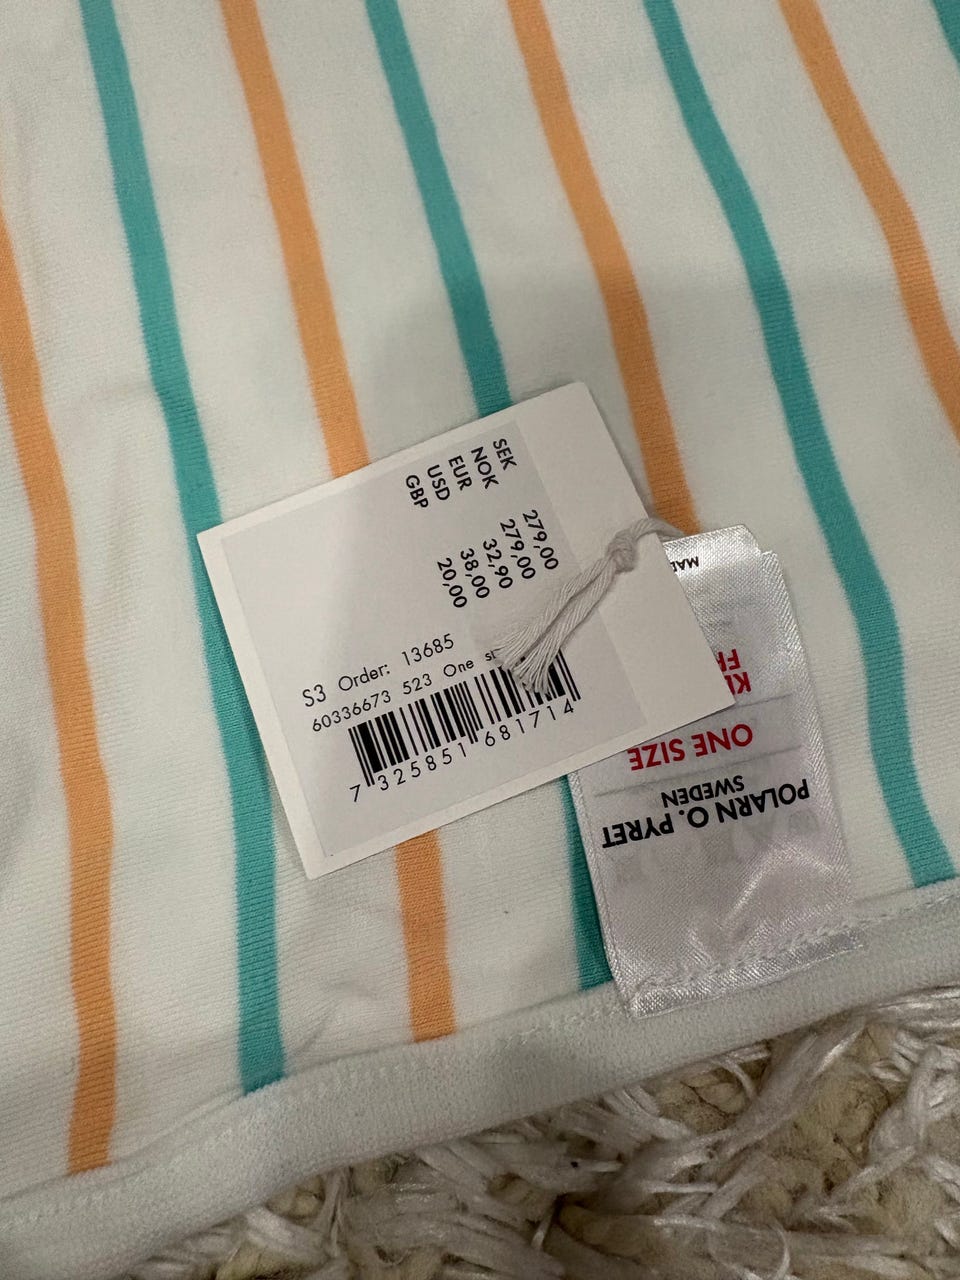 SEK 279,00
NOK 279,00
EUR 32,90
USD 38,00
GBP 20,00
S3 Order: 13685
60336673 523 One
7 325851 681714
POLARN O. PYRET
SWEDEN
ONE SIZE